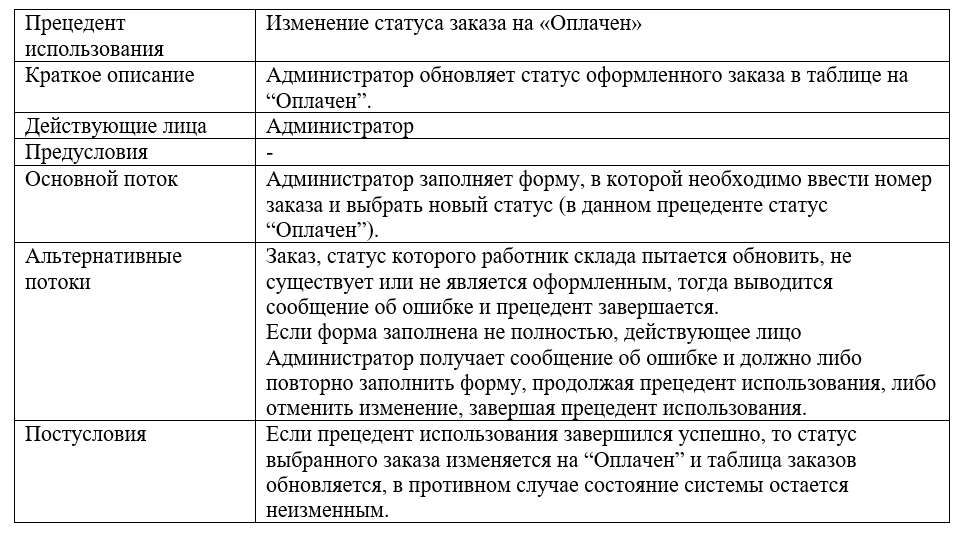 Прецедент использования
Изменение статуса заказа на «Оплачен»
Краткое описание
Администратор обновляет статус оформленного заказа в таблице на
“Оплачен”.
Действующие лица
Администратор
Предусловия
-
Основной поток
Администратор заполняет форму, в которой необходимо ввести номер
заказа и выбрать новый статус (в данном прецеденте статус
“Оплачен”).
Альтернативные
потоки
Заказ, статус которого работник склада пытается обновить, не
существует или не является оформленным, тогда выводится
сообщение об ошибке и прецедент завершается.
Если форма заполнена не полностью, действующее лицо
Администратор получает сообщение об ошибке и должно либо
повторно заполнить форму, продолжая прецедент использования, либо
отменить изменение, завершая прецедент использования.
Постусловия
Если прецедент использования завершился успешно, то статус
выбранного заказа изменяется на “Оплачен” и таблица заказов
обновляется, в противном случае состояние системы остается
неизменным.